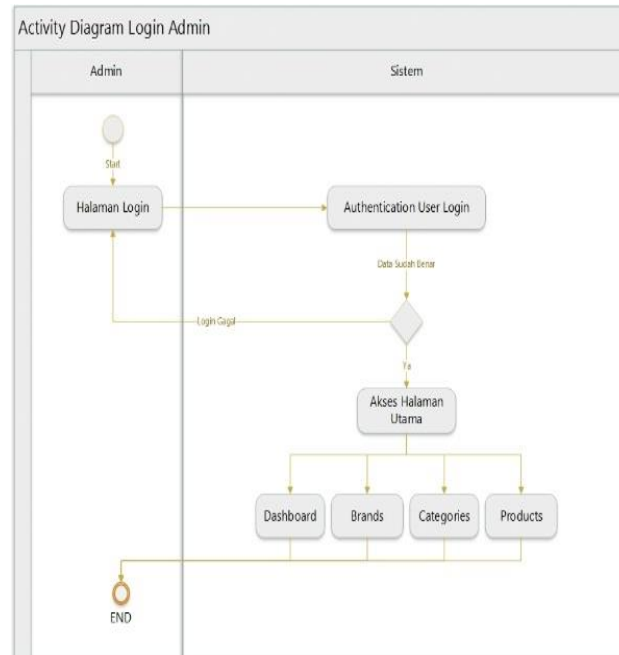 Activity Diagram Login Admin
Admin
Sistem
Start
Halaman Login
Authentication User Login
Data Sudah Benar
Login Gagal
Ya
Akses Halaman
Utama
Dashboard
Brands
Categories
Products
END